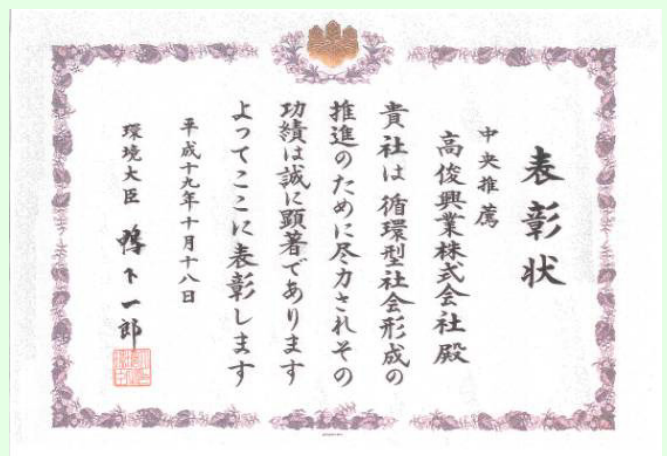 表彰状
中央推薦
高俊興業株式会社殿
貴社は循環型社会形成の
推進のために尽力されその
功績は誠に顕著であります
よってここに表彰します
平成十九年十月十八日
環境大臣 鴨下一郎